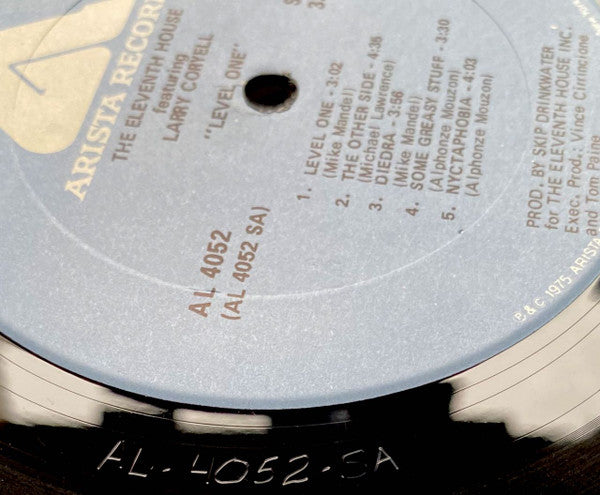 ARISTA RECOR
THE ELEVENTH HOUSE
featuring
LARRY CORYELL
"LEVEL ONE"
AL 4052
(AL 4052 SA)
S
3
1. LEVEL ONE - 3:02
(Mike Mandel)
2. THE OTHER SIDE - 4:35
(Michael Lawrence)
3. DIEDRA - 3:56
(Mike Mandel)
4. SOME GREASY STUFF - 3:30
(Alphonze Mouzon)
5. NYCTAPHOBIA - 4:03
(Alphonze Mouzon)
PROD. BY SKIP DRINKWATER
for THE ELEVENTH HOUSE INC.
Exec. Prod.: Vince Cirrincione
and Tom Paine
℗ & © 1975 ARISTA
AL-4052-SA